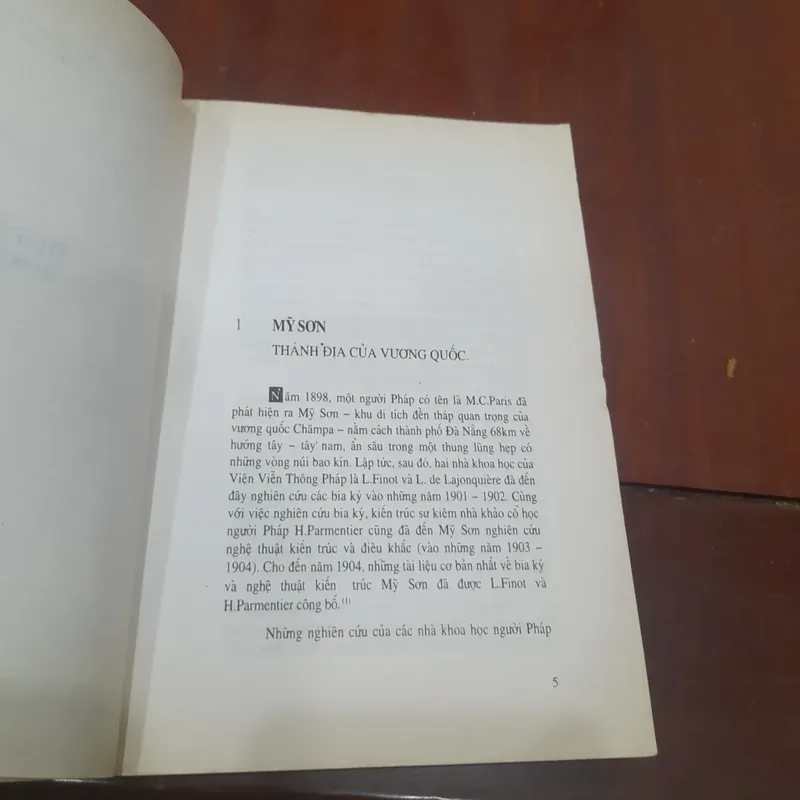 1 MỸ SƠN
THÁNH ĐỊA CỦA VƯƠNG QUỐC.
Năm 1898, một người Pháp có tên là M.C.Paris đã
phát hiện ra Mỹ Sơn – khu di tích đền tháp quan trọng của
vương quốc Chămpa – nằm cách thành phố Đà Nẵng 68km về
hướng tây – tây nam, ẩn sâu trong một thung lũng hẹp có
những vòng núi bao kín. Lập tức, sau đó, hai nhà khoa học của
Viện Viễn Thông Pháp là L.Finot và L. de Lajonquière đã đến
đây nghiên cứu các bia ký vào những năm 1901 – 1902. Cùng
với việc nghiên cứu bia ký, kiến trúc sư kiêm nhà khảo cổ học
người Pháp H.Parmentier cũng đã đến Mỹ Sơn nghiên cứu
nghệ thuật kiến trúc và điêu khắc (vào những năm 1903 –
1904). Cho đến năm 1904, những tài liệu cơ bản nhất về bia ký
và nghệ thuật kiến trúc Mỹ Sơn đã được L.Finot và
H.Parmentier công bố.(1)
Những nghiên cứu của các nhà khoa học người Pháp
5